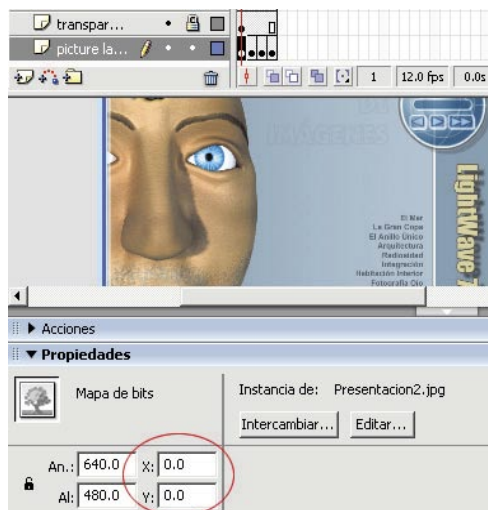 transpar...
picture la...
1 12.0 fps 0.0s
DE
IMÁGENES
LightWave 7
El Mar
La Gran Copa
El Anillo Único
Arquitectura
Radiosidad
Integración
Habitación Interior
Fotografía Ojo
Acciones
Propiedades
Mapa de bits
Instancia de: Presentacion2.jpg
Intercambiar... Editar...
An.: 640.0 X: 0.0
Al: 480.0 Y: 0.0